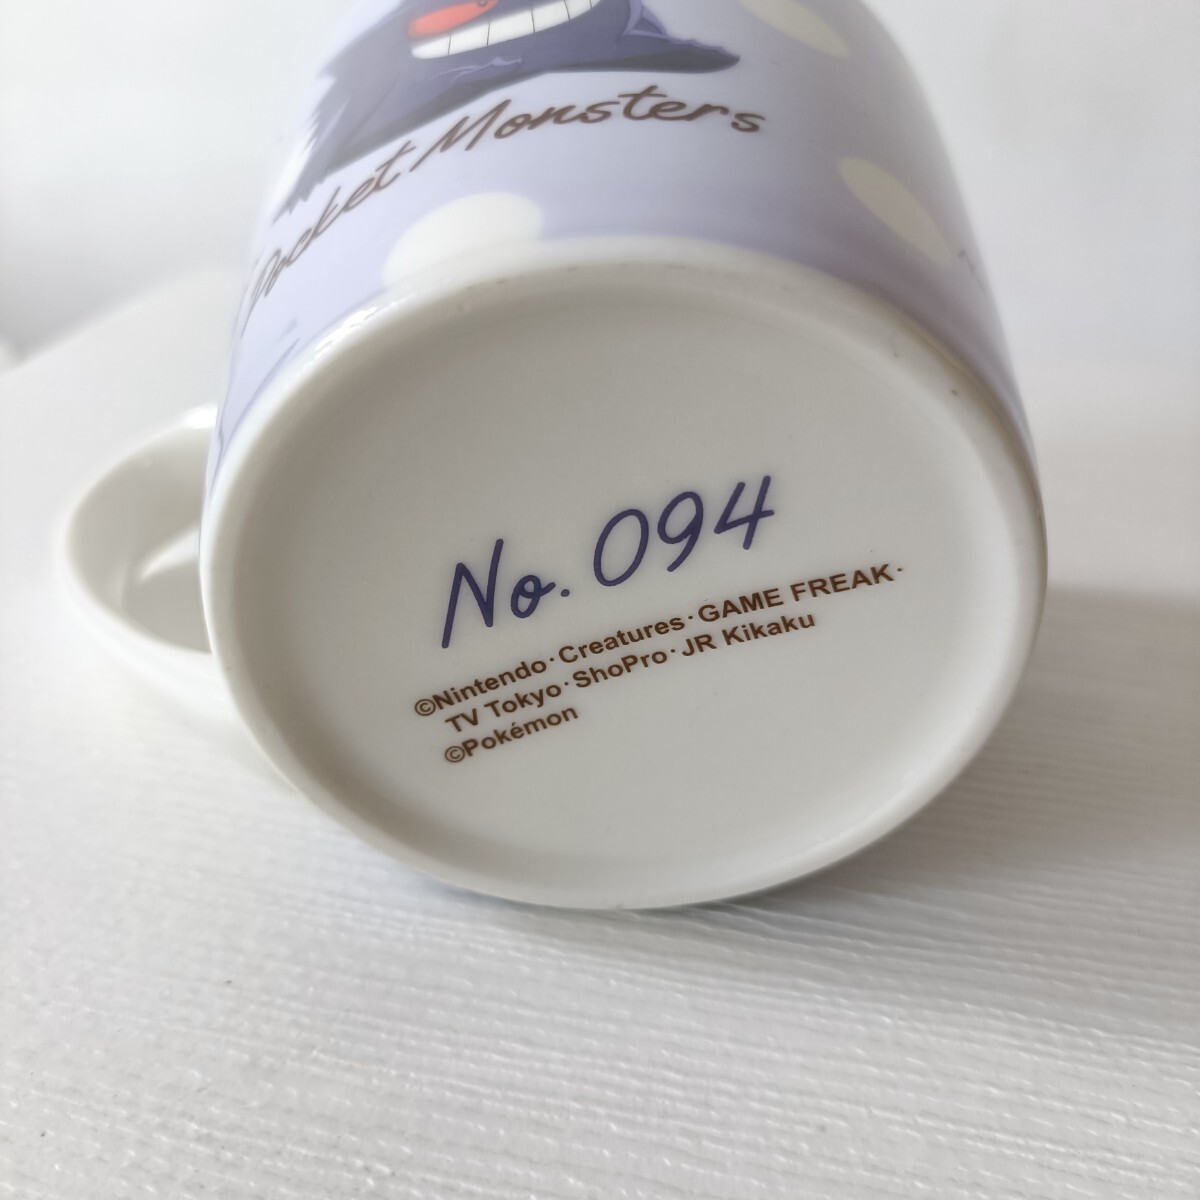 Pocket Monsters
No. 094
©Nintendo·Creatures·GAME FREAK·
TV Tokyo·ShoPro·JR Kikaku
©Pokémon